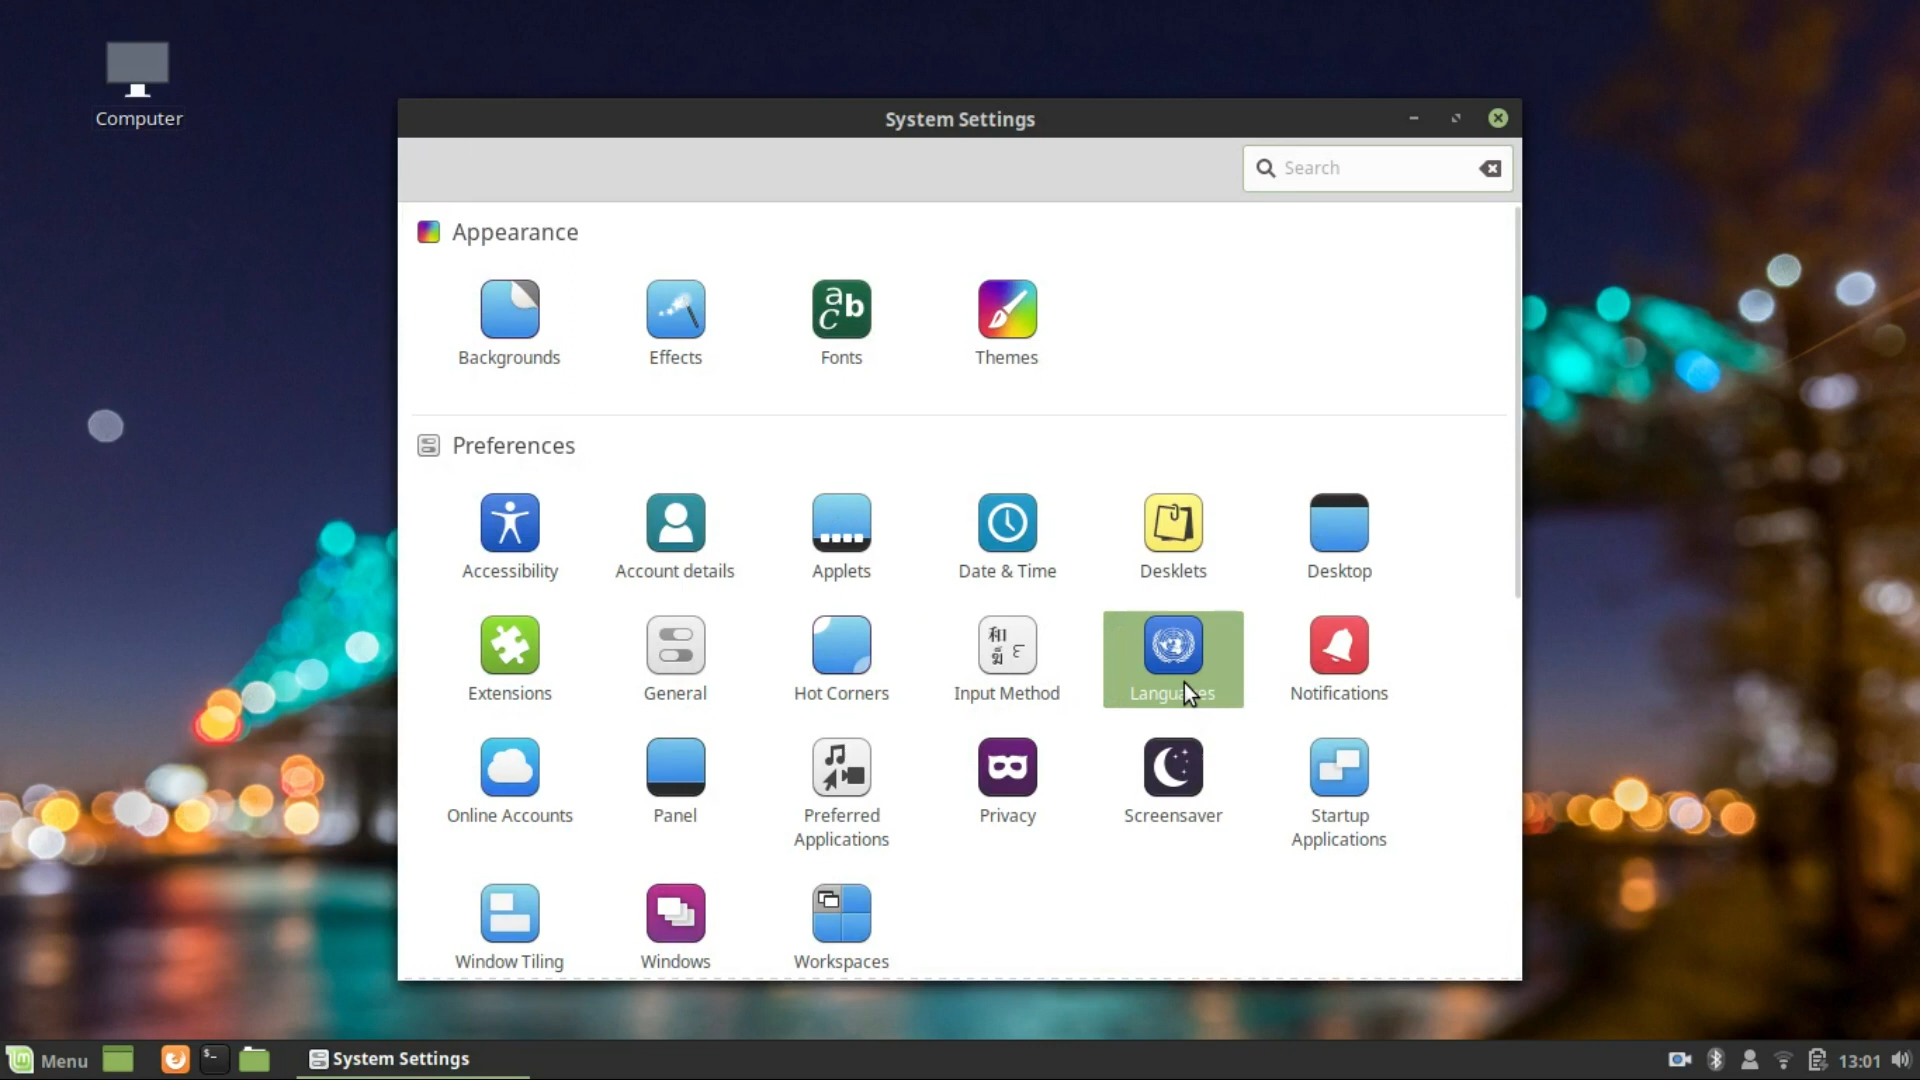 Computer
System Settings
Search
Appearance
Backgrounds
Effects
Fonts
Themes
Preferences
Accessibility
Account details
Applets
Date & Time
Desklets
Desktop
Extensions
General
Hot Corners
Input Method
Notifications
Online Accounts
Panel
Preferred
Applications
Privacy
Screensaver
Startup
Applications
Window Tiling
Windows
Workspaces
Menu
System Settings
13:01